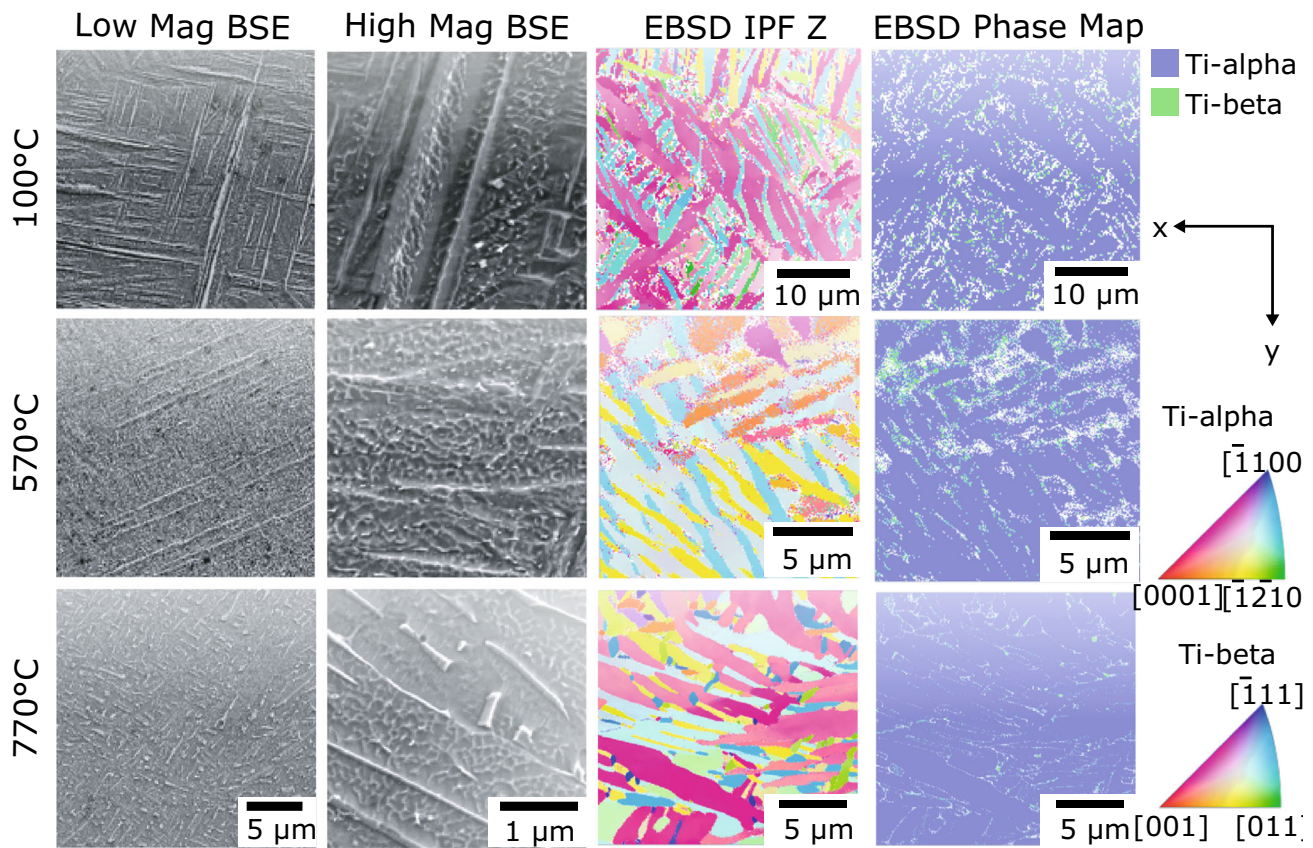 Low Mag BSE
High Mag BSE
EBSD IPF Z
EBSD Phase Map
Ti-alpha
Ti-beta
100°C
10 µm
10 µm
x
y
570°C
5 µm
5 µm
Ti-alpha
[1̅100
[0001]
[1̅2̅10
770°C
5 µm
1 µm
5 µm
5 µm
Ti-beta
[1̅11]
[001]
[011]